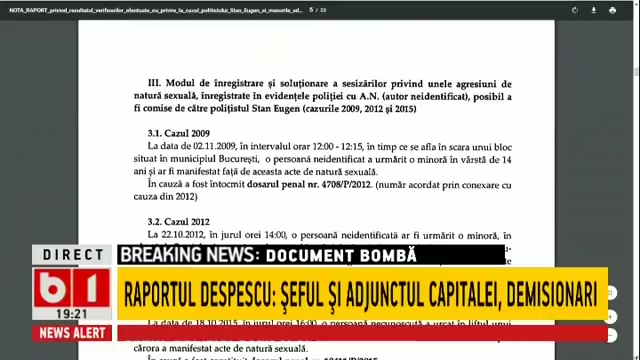 NOTA_RAPORT_privind_rezultatul_verificarilor_efectuate_cu_privire_la_cazul_politistului_Stan_Eugen_si_masurile_ad... 5 / 23
III. Modul de înregistrare și soluționare a sesizărilor privind unele agresiuni de
natură sexuală, înregistrate în evidențele poliției cu A.N. (autor neidentificat), posibil a
fi comise de către polițistul Stan Eugen (cazurile 2009, 2012 și 2015)
3.1. Cazul 2009
La data de 02.11.2009, în intervalul orar 12:00 - 12:15, în timp ce se afla în scara unui bloc
situat în municipiul București, o persoană neidentificată a urmărit o minoră în vârstă de 14
ani și ar fi manifestat față de aceasta acte de natură sexuală.
În cauză a fost întocmit dosarul penal nr. 4708/P/2012. (număr acordat prin conexare cu
cauza din 2012)
3.2. Cazul 2012
La 22.10.2012, în jurul orei 14:00, o persoană neidentificată ar fi urmărit o minoră, în
DIRECT
BREAKING NEWS: DOCUMENT BOMBĂ
b1
19:21
RAPORTUL DESPESCU: ŞEFUL ŞI ADJUNCTUL CAPITALEI, DEMISIONARI
NEWS ALERT
La data de 18.10.2015, în jurul orei 16:00, o persoană necunoscută a urcat în liftul unui
cărora a manifestat acte de natură sexuală.